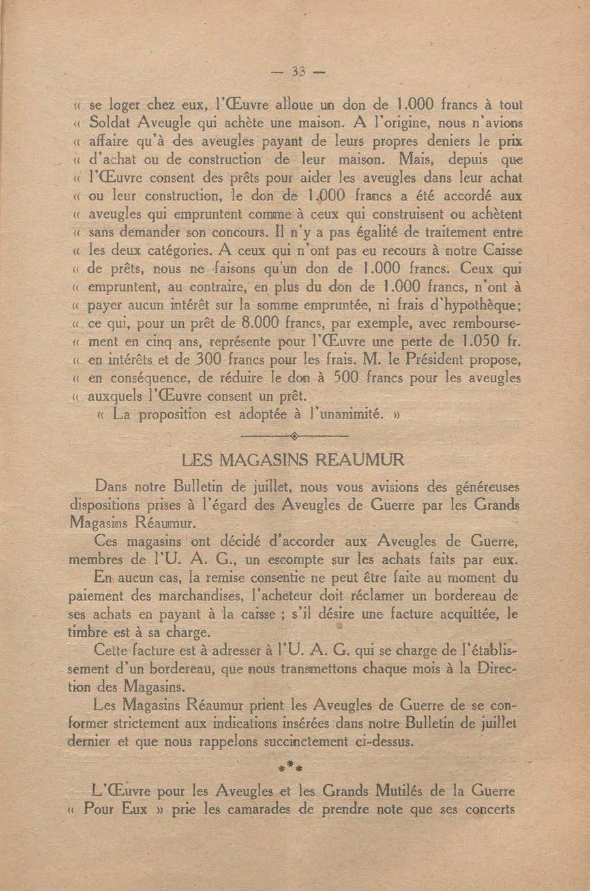 — 33 —
« se loger chez eux, l'Œuvre alloue un don de 1.000 francs à tout
« Soldat Aveugle qui achète une maison. A l'origine, nous n'avions
« affaire qu'à des aveugles payant de leurs propres deniers le prix
« d'achat ou de construction de leur maison. Mais, depuis que
« l'Œuvre consent des prêts pour aider les aveugles dans leur achat
« ou leur construction, le don de 1.000 francs a été accordé aux
« aveugles qui empruntent comme à ceux qui construisent ou achètent
« sans demander son concours. Il n'y a pas égalité de traitement entre
« les deux catégories. A ceux qui n'ont pas eu recours à notre Caisse
« de prêts, nous ne faisons qu'un don de 1.000 francs. Ceux qui
« empruntent, au contraire, en plus du don de 1.000 francs, n'ont à
« payer aucun intérêt sur la somme empruntée, ni frais d'hypothèque;
« ce qui, pour un prêt de 8.000 francs, par exemple, avec rembourse-
« ment en cinq ans, représente pour l'Œuvre une perte de 1.050 fr.
« en intérêts et de 300 francs pour les frais. M. le Président propose,
« en conséquence, de réduire le don à 500 francs pour les aveugles
« auxquels l'Œuvre consent un prêt.
« La proposition est adoptée à l'unanimité. »
LES MAGASINS REAUMUR
Dans notre Bulletin de juillet, nous vous avisions des généreuses
dispositions prises à l'égard des Aveugles de Guerre par les Grands
Magasins Réaumur.
Ces magasins ont décidé d'accorder aux Aveugles de Guerre,
membres de l'U. A. G., un escompte sur les achats faits par eux.
En aucun cas, la remise consentie ne peut être faite au moment du
paiement des marchandises, l'acheteur doit réclamer un bordereau de
ses achats en payant à la caisse ; s'il désire une facture acquittée, le
timbre est à sa charge.
Cette facture est à adresser à l'U. A. G. qui se charge de l'établis-
sement d'un bordereau, que nous transmettons chaque mois à la Direc-
tion des Magasins.
Les Magasins Réaumur prient les Aveugles de Guerre de se con-
former strictement aux indications insérées dans notre Bulletin de juillet
dernier et que nous rappelons succinctement ci-dessus.
***
L'Œuvre pour les Aveugles et les Grands Mutilés de la Guerre
« Pour Eux » prie les camarades de prendre note que ses concerts